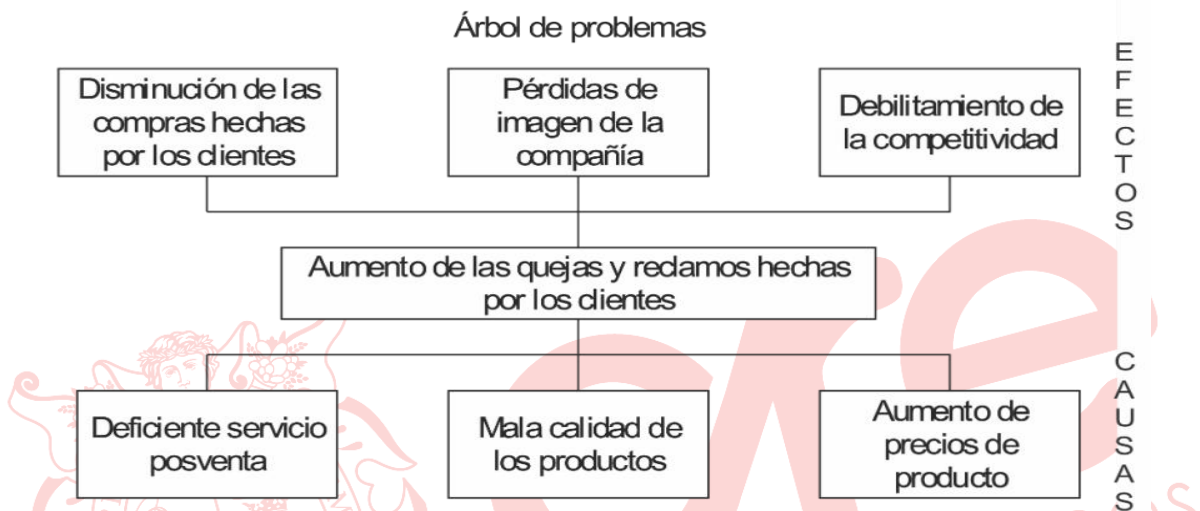 Árbol de problemas
Disminución de las
compras hechas
por los clientes
Pérdidas de
imagen de la
compañía
Debilitamiento de
la competitividad
EFECTOS
Aumento de las quejas y reclamos hechas
por los clientes
Deficiente servicio
posventa
Mala calidad de
los productos
Aumento de
precios de
producto
CAUSAS